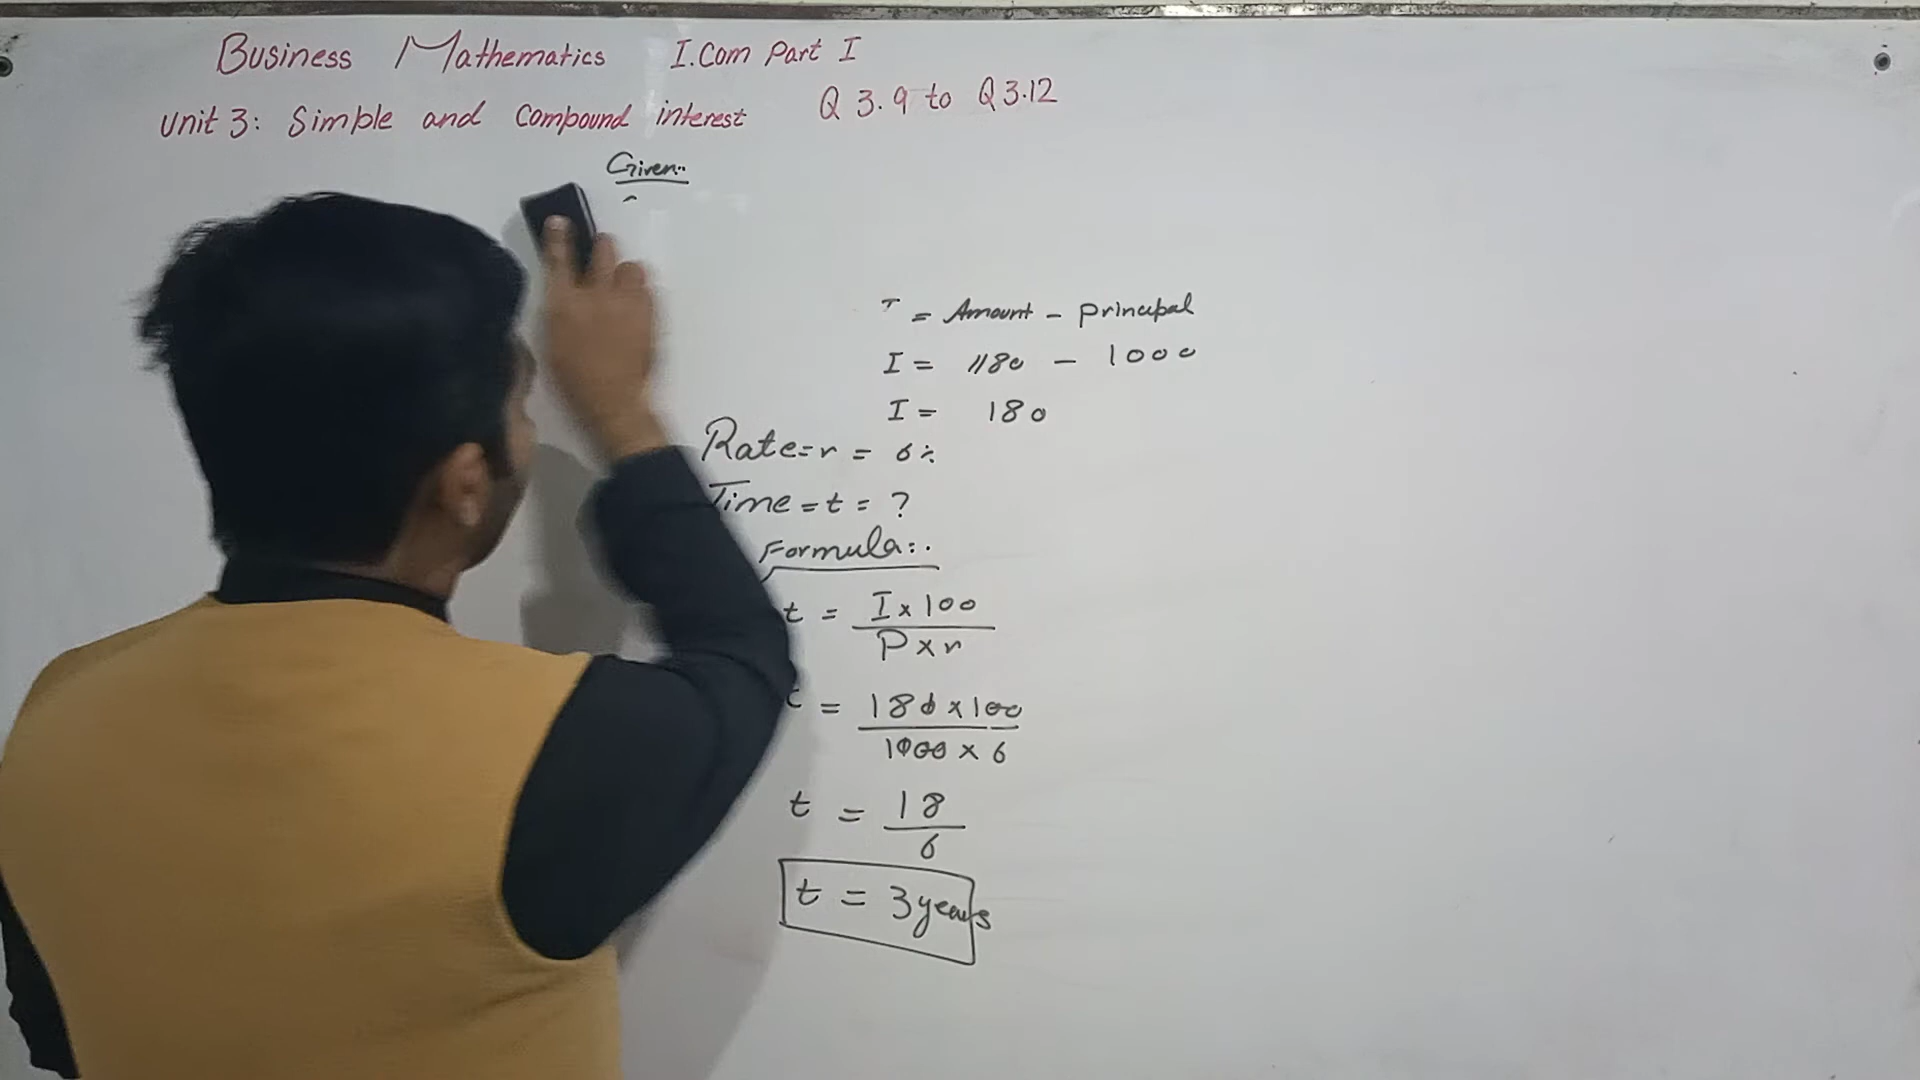 Business Mathematics I.Com Part I
Unit 3: Simple and Compound interest Q 3.9 to Q 3.12
Given:
= Amount - Principal
I = 1180 - 1000
I = 180
Rate = r = 6%
Time = t = ?
Formula:
t = I x 100
P x r
t = 180 x 100
1000 x 6
t = 18
6
t = 3 years